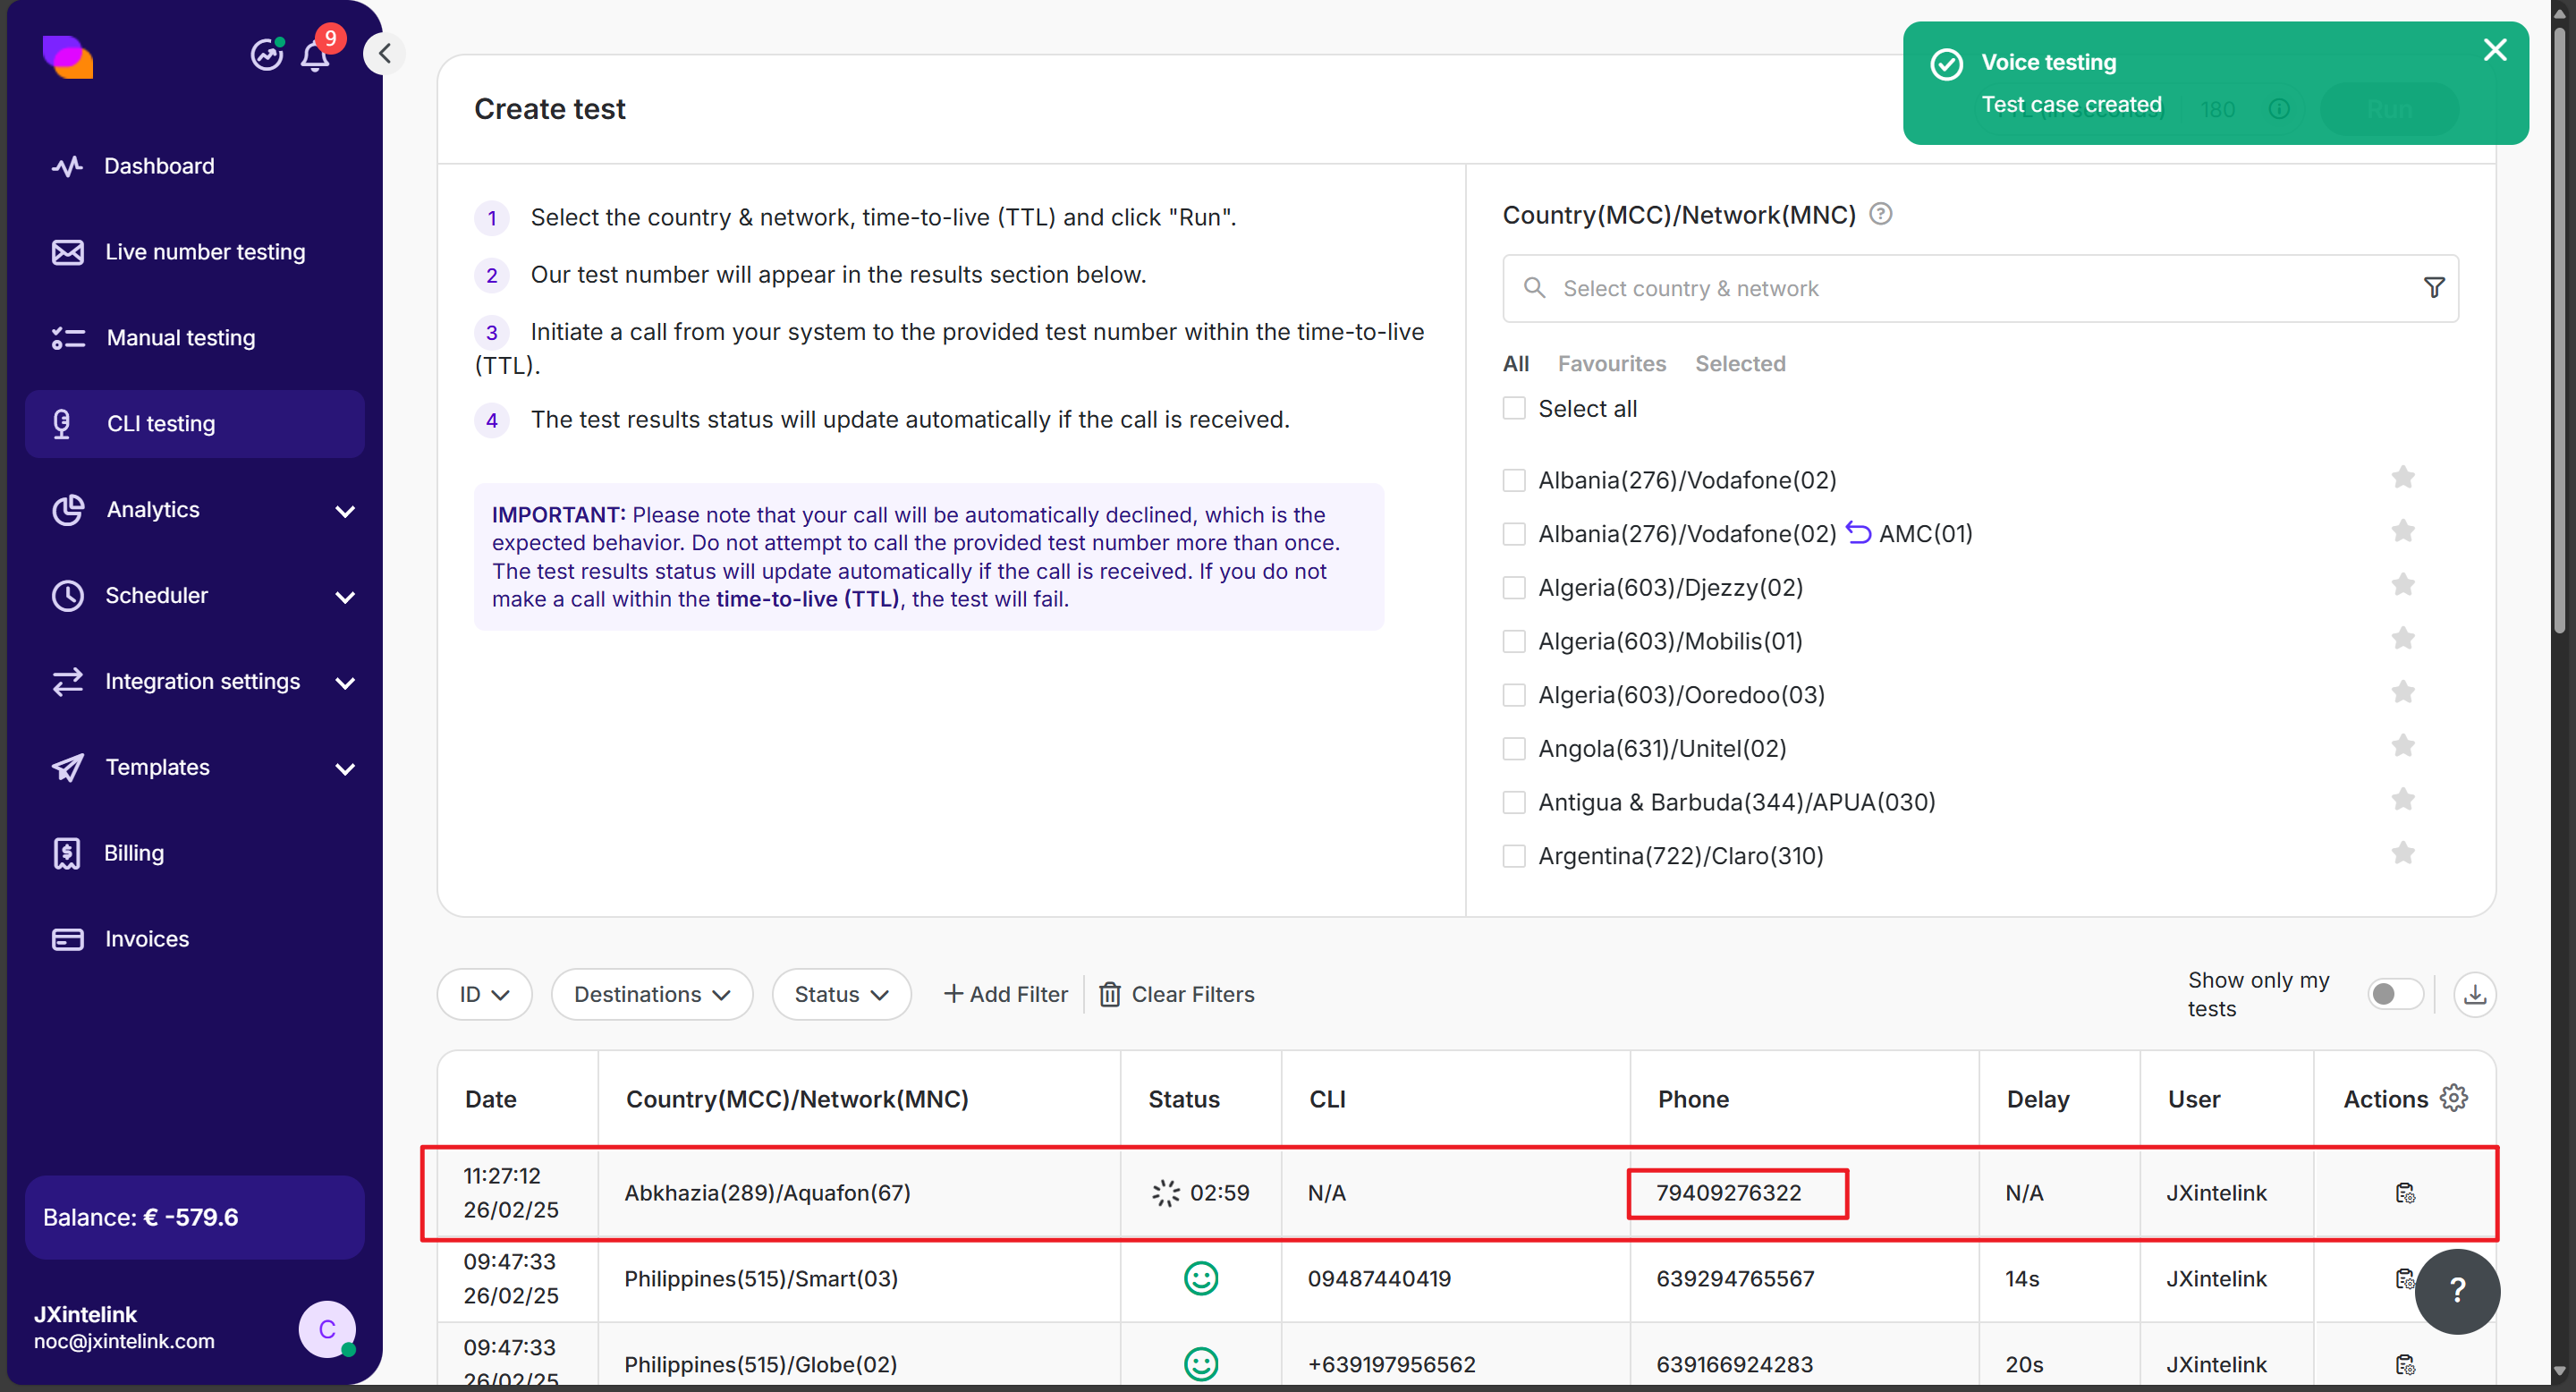 9
Dashboard
Live number testing
Manual testing
CLI testing
Analytics
Scheduler
Integration settings
Templates
Billing
Invoices
Balance: € -579.6
JXintelink
noc@jxintelink.com
C
Create test
Voice testing
Test case created
180
Run
1 Select the country & network, time-to-live (TTL) and click "Run".
2 Our test number will appear in the results section below.
3 Initiate a call from your system to the provided test number within the time-to-live
(TTL).
4 The test results status will update automatically if the call is received.
IMPORTANT: Please note that your call will be automatically declined, which is the
expected behavior. Do not attempt to call the provided test number more than once.
The test results status will update automatically if the call is received. If you do not
make a call within the time-to-live (TTL), the test will fail.
Country(MCC)/Network(MNC) ?
Select country & network
All Favourites Selected
Select all
Albania(276)/Vodafone(02)
Albania(276)/Vodafone(02) AMC(01)
Algeria(603)/Djezzy(02)
Algeria(603)/Mobilis(01)
Algeria(603)/Ooredoo(03)
Angola(631)/Unitel(02)
Antigua & Barbuda(344)/APUA(030)
Argentina(722)/Claro(310)
ID Destinations Status + Add Filter Clear Filters
Show only my
tests
Date Country(MCC)/Network(MNC) Status CLI Phone Delay User Actions
11:27:12
26/02/25 Abkhazia(289)/Aquafon(67) 02:59 N/A 79409276322 N/A JXintelink
09:47:33
26/02/25 Philippines(515)/Smart(03) 09487440419 639294765567 14s JXintelink
?
09:47:33
26/02/25 Philippines(515)/Globe(02) +639197956562 639166924283 20s JXintelink